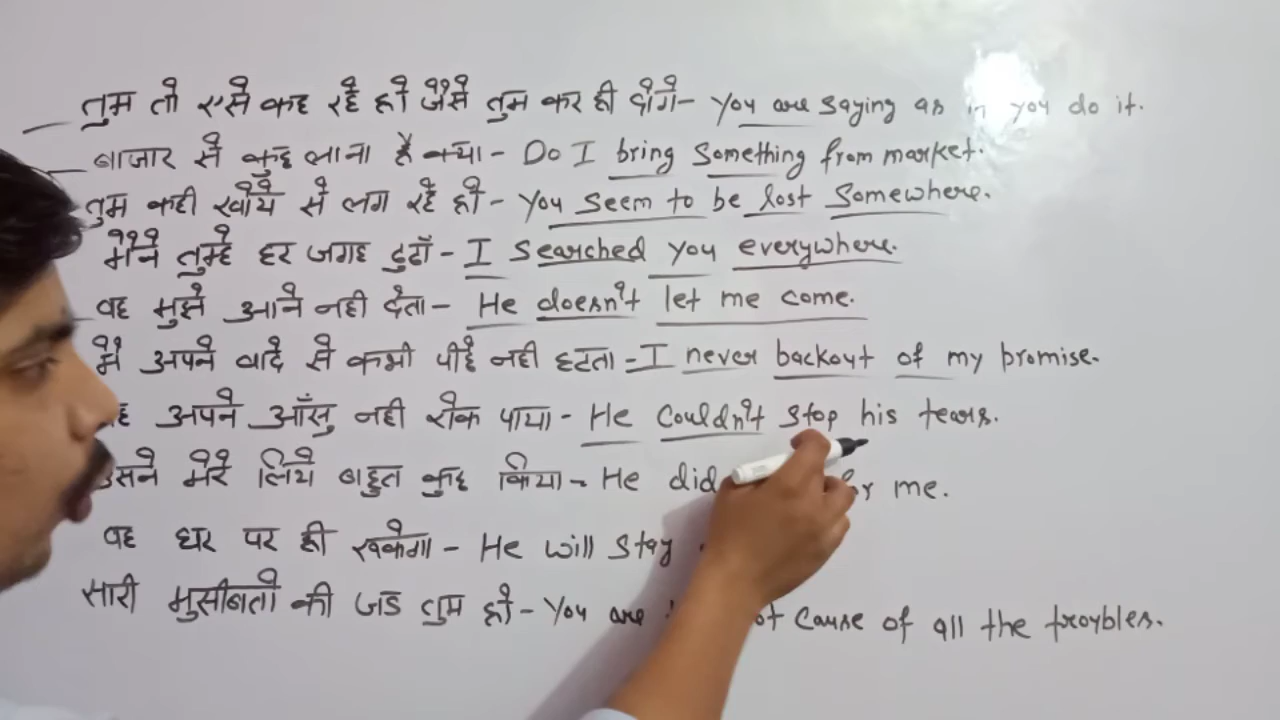 तुम तो एसे कह रहे हो जैसे तुम कर ही दोगे- You are saying as in you do it.
बाजार से कुछ लाना है क्या- Do I bring something from market.
तुम कही खोये से लग रहे हो- You seem to be lost somewhere.
मैने तुम्हे हर जगह ढुढाँ- I searched you everywhere.
वह मुझे आने नही देता- He doesn't let me come.
मै अपने वादे से कभी पीछे नही हटता- I never backout of my promise.
अपने आँसु नही रोक पाया- He couldn't stop his tears.
उसने मेरे लिये बहुत कुछ किया- He did me.
वह घर पर ही रूकेगा- He will stay
सारी मुसीबतो की जड तुम हो- You are cause of all the troubles.